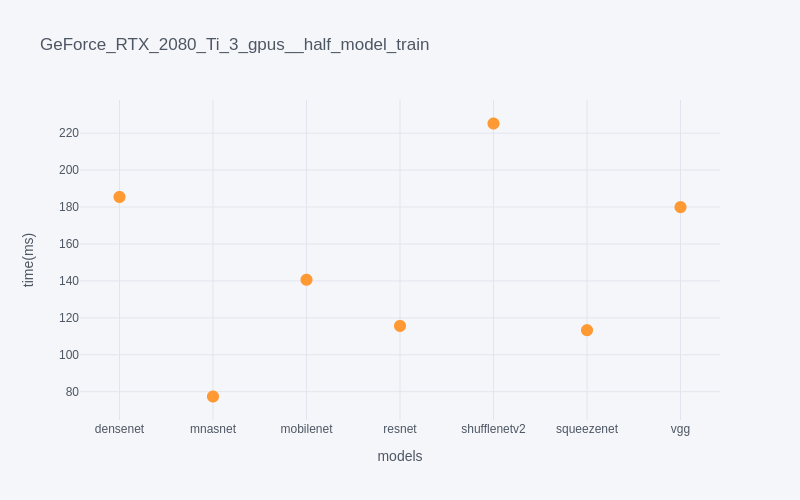 GeForce_RTX_2080_Ti_3_gpus__half_model_train
220
200
180
160
140
120
100
80
time(ms)
densenet mnasnet mobilenet resnet shufflenetv2 squeezenet vgg
models